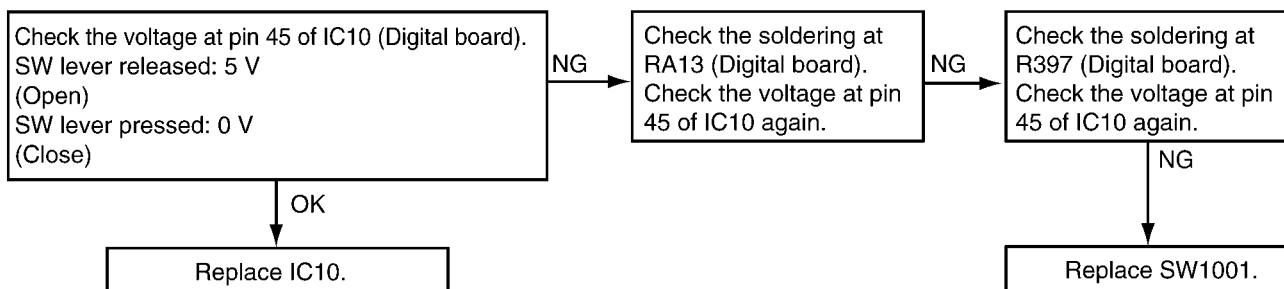 Check the voltage at pin 45 of IC10 (Digital board).
SW lever released: 5 V
(Open)
SW lever pressed: 0 V
(Close)
NG
Check the soldering at
RA13 (Digital board).
Check the voltage at pin
45 of IC10 again.
NG
Check the soldering at
R397 (Digital board).
Check the voltage at pin
45 of IC10 again.
OK
NG
Replace IC10.
Replace SW1001.